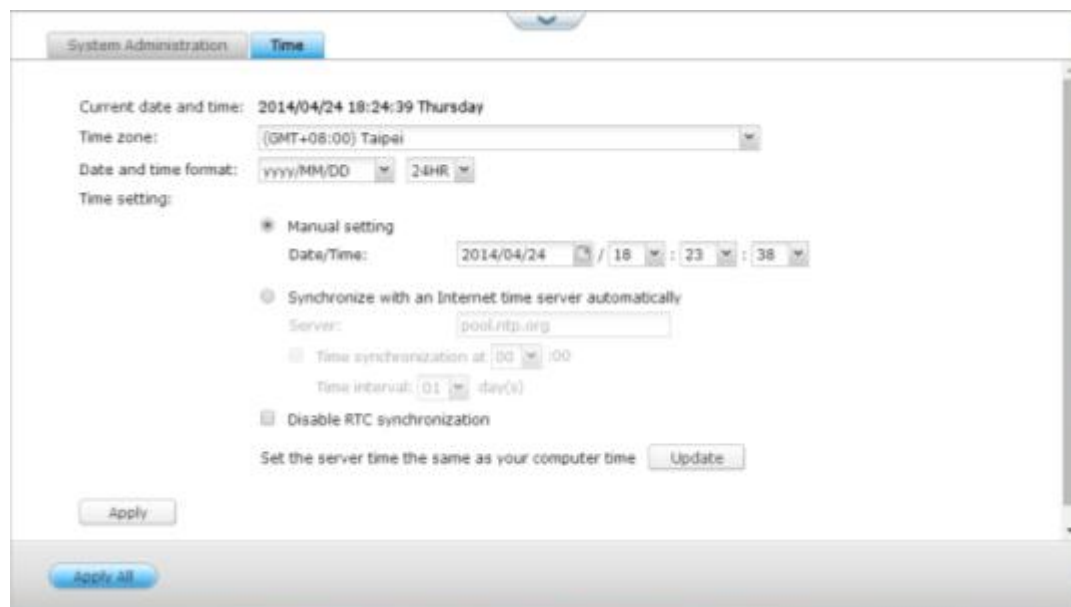 System Administration Time
Current date and time: 2014/04/24 18:24:39 Thursday
Time zone: (GMT+08:00) Taipei
Date and time format: yyyy/MM/DD 24HR
Time setting:
Manual setting
Date/Time: 2014/04/24 / 18 : 23 : 38
Synchronize with an Internet time server automatically
Server: pool.ntp.org
Time synchronization at 00 :00
Time interval: 01 day(s)
Disable RTC synchronization
Set the server time the same as your computer time Update
Apply
Apply All